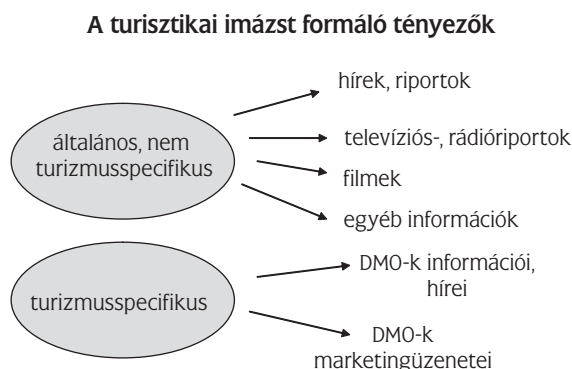 A turisztikai imázst formáló tényezők
általános, nem
turizmusspecifikus
hírek, riportok
televíziós-, rádióriportok
filmek
egyéb információk
turizmusspecifikus
DMO-k információi,
hírei
DMO-k
marketingüzenetei